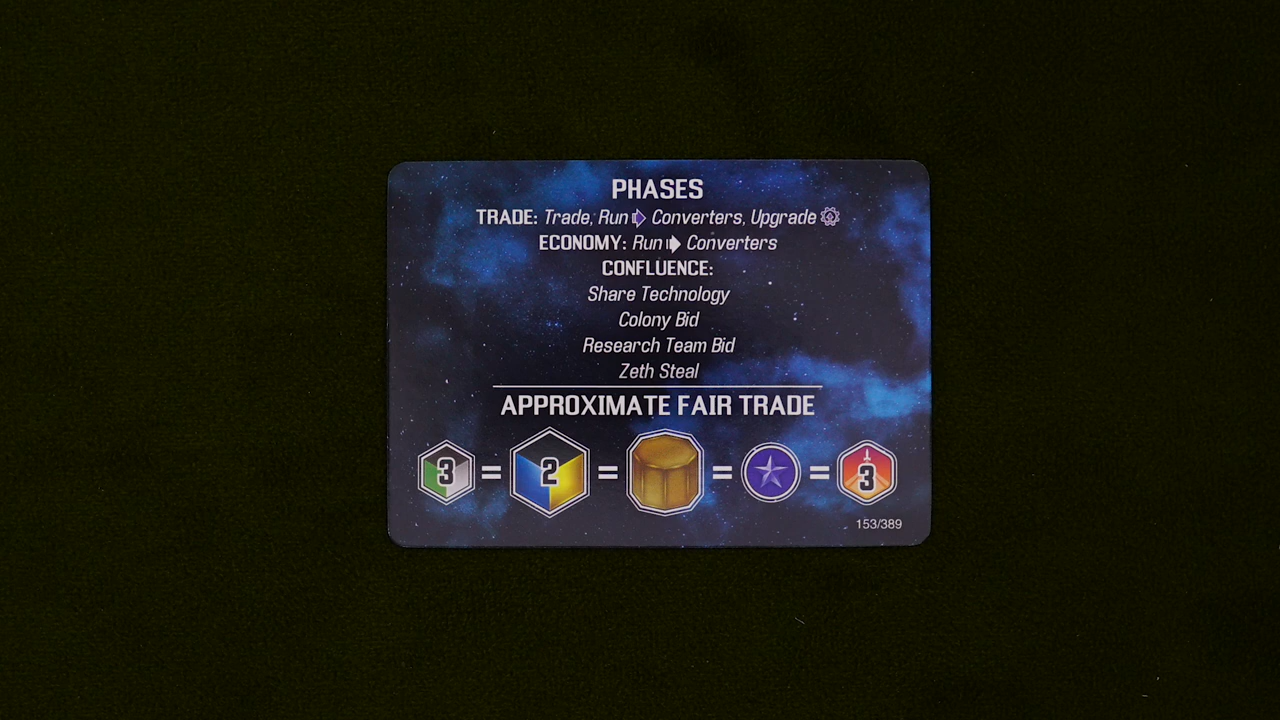 PHASES
TRADE: Trade, Run Converters, Upgrade
ECONOMY: Run Converters
CONFLUENCE:
Share Technology
Colony Bid
Research Team Bid
Zeth Steal
APPROXIMATE FAIR TRADE
3 = 2 = = = 3
153/389